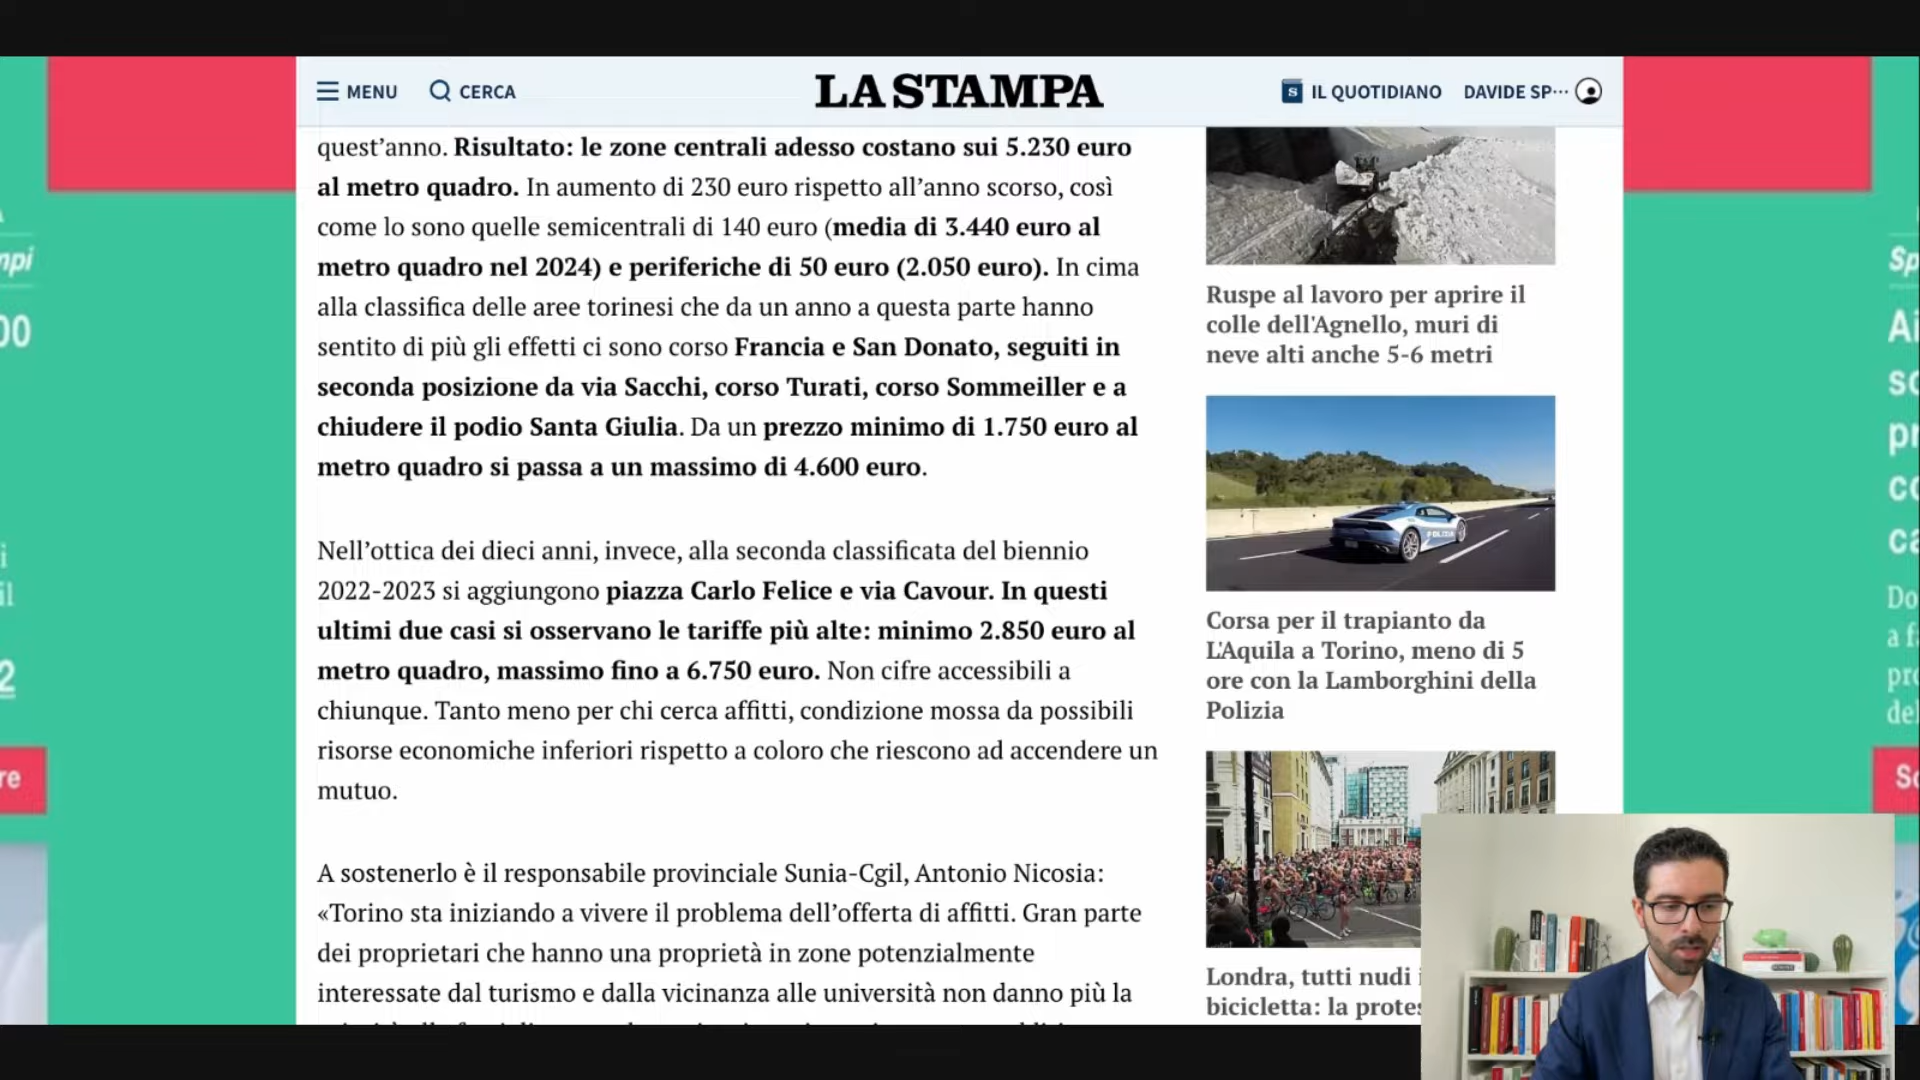 MENU
CERCA
LA STAMPA
IL QUOTIDIANO
DAVIDE SP···
quest'anno. Risultato: le zone centrali adesso costano sui 5.230 euro
al metro quadro. In aumento di 230 euro rispetto all'anno scorso, così
come lo sono quelle semicentrali di 140 euro (media di 3.440 euro al
metro quadro nel 2024) e periferiche di 50 euro (2.050 euro). In cima
alla classifica delle aree torinesi che da un anno a questa parte hanno
sentito di più gli effetti ci sono corso Francia e San Donato, seguiti in
seconda posizione da via Sacchi, corso Turati, corso Sommeiller e a
chiudere il podio Santa Giulia. Da un prezzo minimo di 1.750 euro al
metro quadro si passa a un massimo di 4.600 euro.
Nell'ottica dei dieci anni, invece, alla seconda classificata del biennio
2022-2023 si aggiungono piazza Carlo Felice e via Cavour. In questi
ultimi due casi si osservano le tariffe più alte: minimo 2.850 euro al
metro quadro, massimo fino a 6.750 euro. Non cifre accessibili a
chiunque. Tanto meno per chi cerca affitti, condizione mossa da possibili
risorse economiche inferiori rispetto a coloro che riescono ad accendere un
mutuo.
A sostenerlo è il responsabile provinciale Sunia-Cgil, Antonio Nicosia:
«Torino sta iniziando a vivere il problema dell'offerta di affitti. Gran parte
dei proprietari che hanno una proprietà in zone potenzialmente
interessate dal turismo e dalla vicinanza alle università non danno più la
Ruspe al lavoro per aprire il
colle dell'Agnello, muri di
neve alti anche 5-6 metri
POLIZIA
Corsa per il trapianto da
L'Aquila a Torino, meno di 5
ore con la Lamborghini della
Polizia
Londra, tutti nudi
bicicletta: la protes